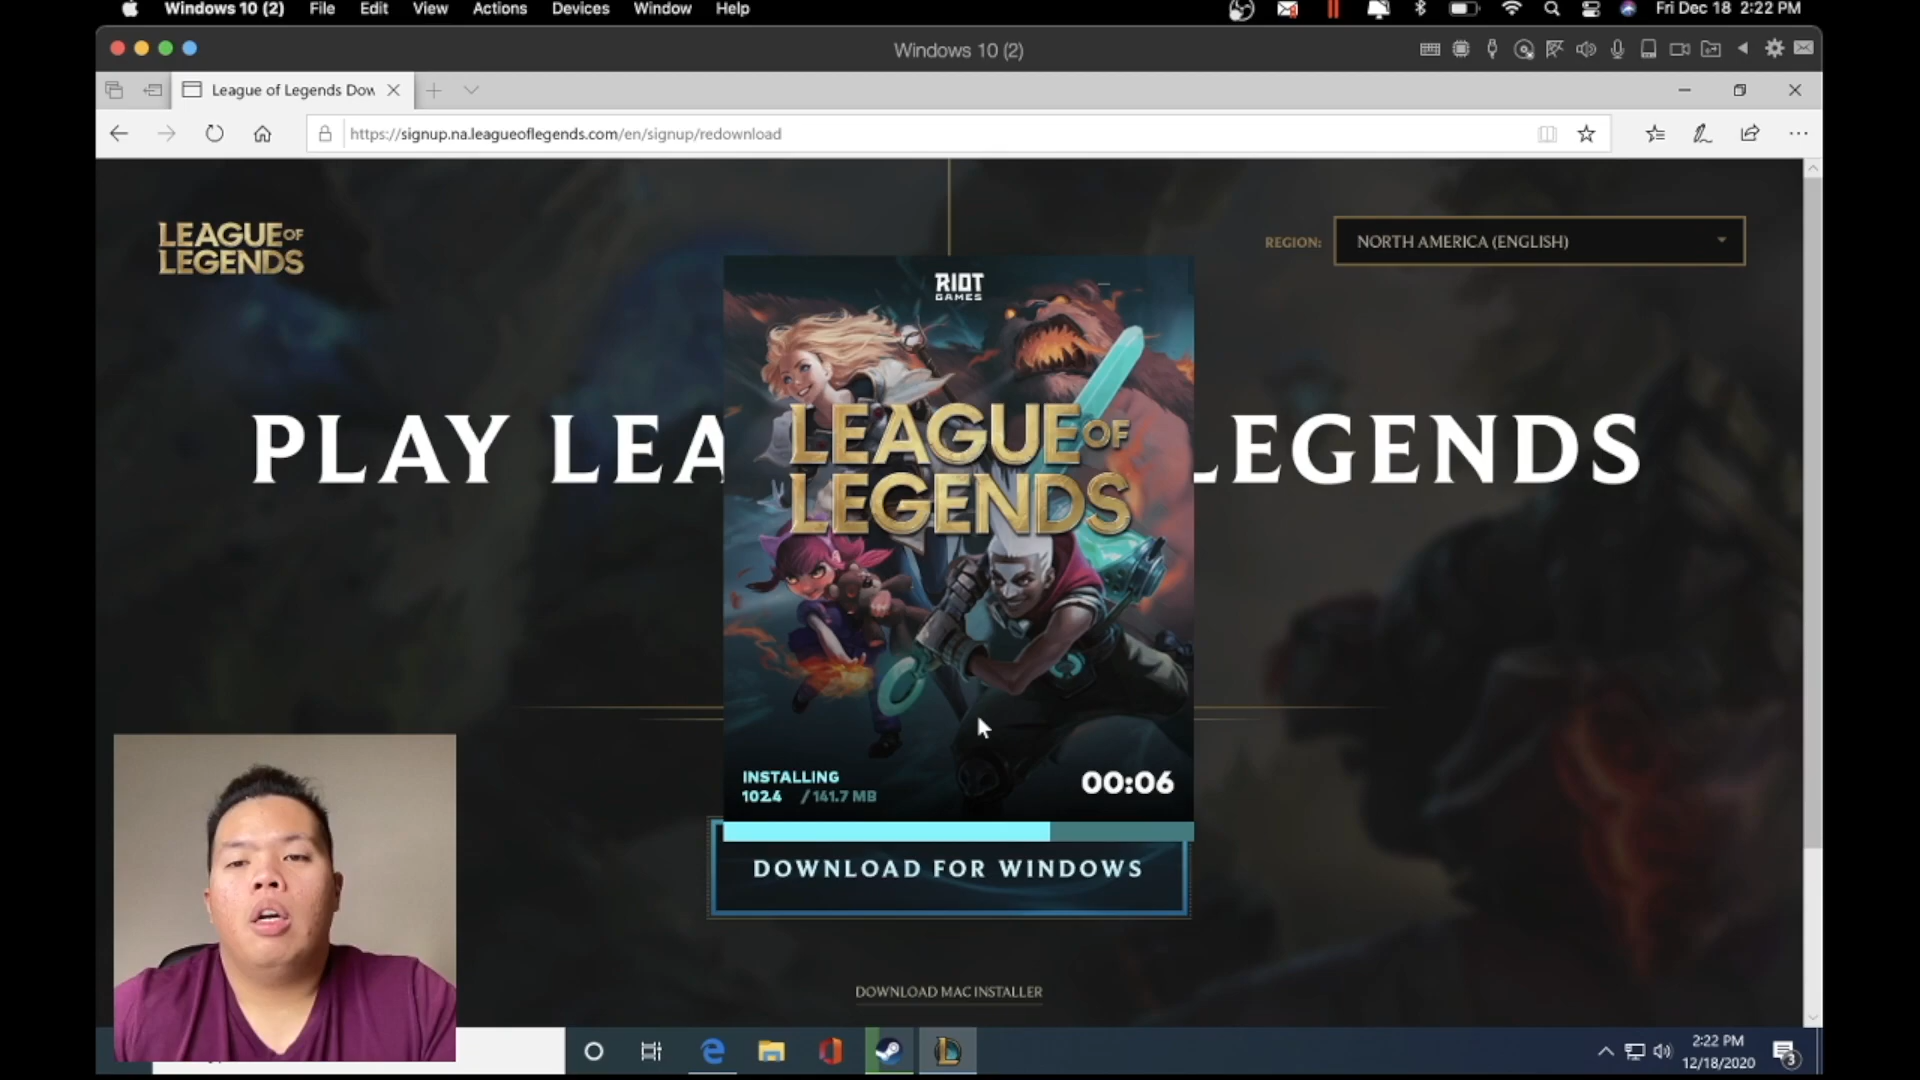 Windows 10 (2) File Edit View Actions Devices Window Help Fri Dec 18 2:22 PM
Windows 10 (2)
League of Legends Dow
https://signup.na.leagueoflegends.com/en/signup/redownload
LEAGUE OF
LEGENDS
REGION: NORTH AMERICA (ENGLISH)
RIOT
GAMES
PLAY LEA LEGENDS
LEAGUE OF
LEGENDS
INSTALLING
102.4 / 141.7 MB
00:06
DOWNLOAD FOR WINDOWS
DOWNLOAD MAC INSTALLER
2:22 PM
12/18/2020
3